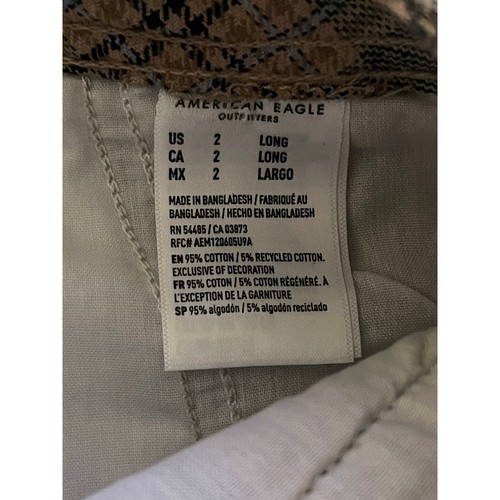 AMERICAN EAGLE
OUTFITTERS
US 2 LONG
CA 2 LONG
MX 2 LARGO
MADE IN BANGLADESH / FABRIQUÉ AU
BANGLADESH / HECHO EN BANGLADESH
RN 54485 / CA 03873
RFC# AEM120605U9A
EN 95% COTTON / 5% RECYCLED COTTON.
EXCLUSIVE OF DECORATION
FR 95% COTON / 5% COTON RÉGÉNÉRÉ. À
L'EXCEPTION DE LA GARNITURE
SP 95% algodón / 5% algodón reciclado